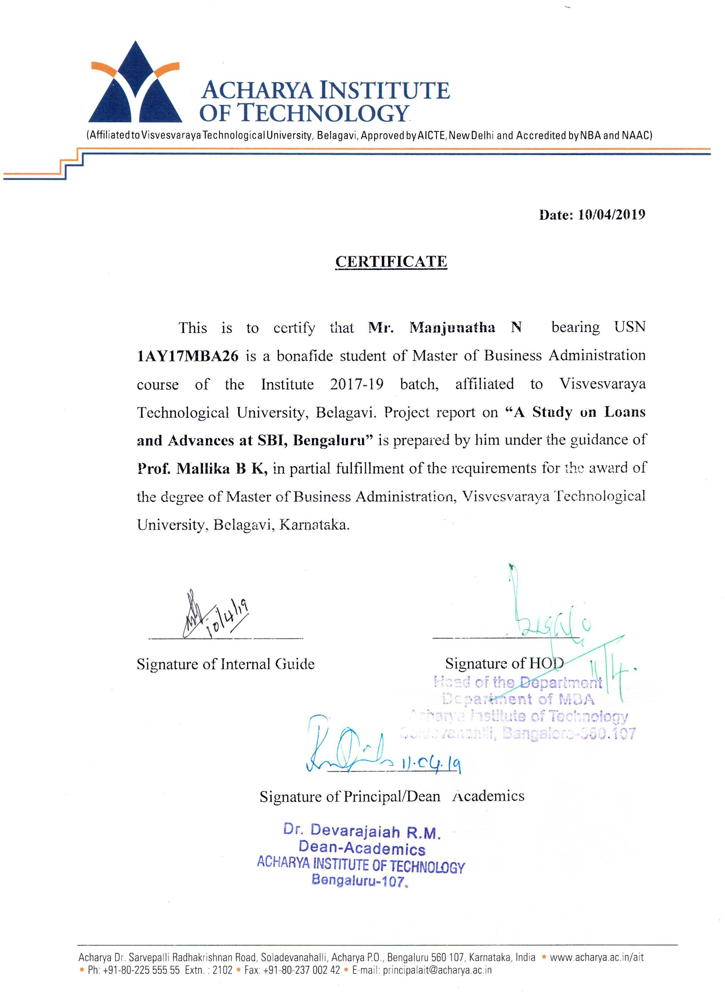 ACHARYA INSTITUTE
OF TECHNOLOGY
(Affiliated to Visvesvaraya Technological University, Belagavi, Approved by AICTE, New Delhi and Accredited by NBA and NAAC)
Date: 10/04/2019
CERTIFICATE
This is to certify that Mr. Manjunatha N bearing USN
1AY17MBA26 is a bonafide student of Master of Business Administration
course of the Institute 2017-19 batch, affiliated to Visvesvaraya
Technological University, Belagavi. Project report on “A Study on Loans
and Advances at SBI, Bengaluru” is prepared by him under the guidance of
Prof. Mallika B K, in partial fulfillment of the requirements for the award of
the degree of Master of Business Administration, Visvesvaraya Technological
University, Belagavi, Karnataka.
10/4/19
Signature of Internal Guide
Signature of HOD
11/4.
Head of the Department
Department of MBA
Acharya Institute of Technology
Soldevanahlli, Bangalore-560.107
11.04.19
Signature of Principal/Dean Academics
Dr. Devarajaiah R.M.
Dean-Academics
ACHARYA INSTITUTE OF TECHNOLOGY
Bengaluru-107.
Acharya Dr. Sarvepalli Radhakrishnan Road, Soladevanahalli, Acharya P.O., Bengaluru 560 107, Karnataka, India • www.acharya.ac.in/ait
• Ph: +91-80-225 555 55 Extn. : 2102 • Fax: +91-80-237 002 42 • E-mail: principalait@acharya.ac.in